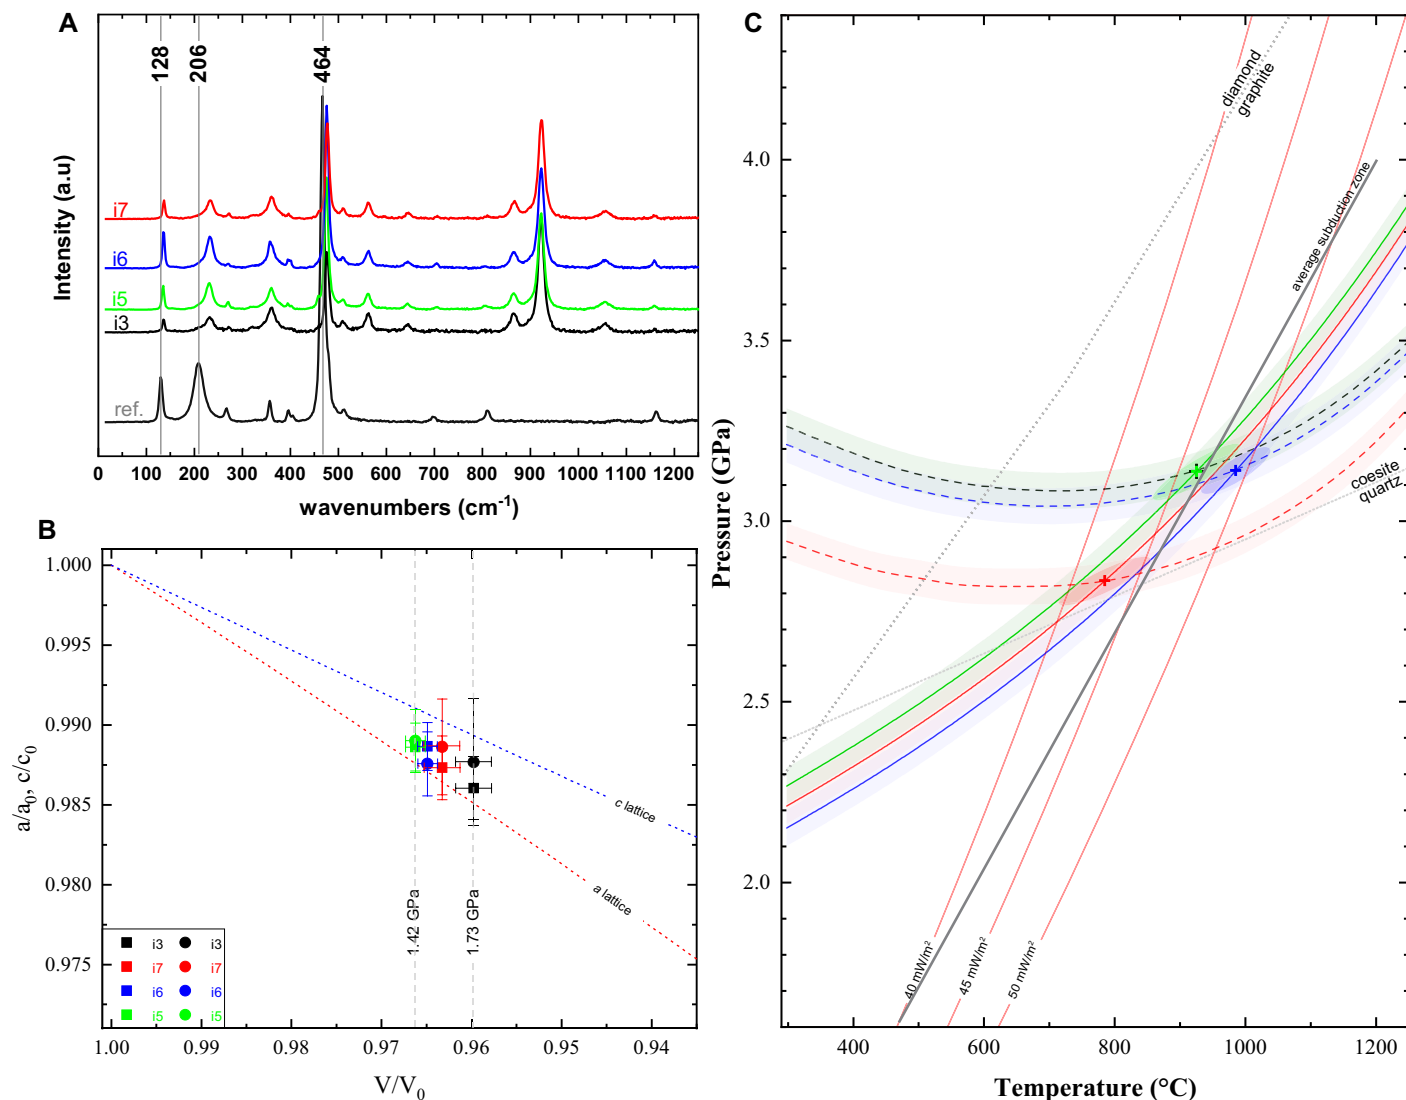 A
128
206
464
Intensity (a.u)
i7
i6
i5
i3
ref.
0 100 200 300 400 500 600 700 800 900 1000 1100 1200
wavenumbers (cm-1)
B
1.000
0.995
0.990
0.985
0.980
0.975
a/a0, c/c0
c lattice
a lattice
1.42 GPa
1.73 GPa
i3 i3
i7 i7
i6 i6
i5 i5
1.00 0.99 0.98 0.97 0.96 0.95 0.94
V/V0
C
diamond
graphite
average subduction zone
coesite
quartz
4.0
3.5
3.0
2.5
2.0
Pressure (GPa)
40 mW/m²
45 mW/m²
50 mW/m²
400 600 800 1000 1200
Temperature (°C)